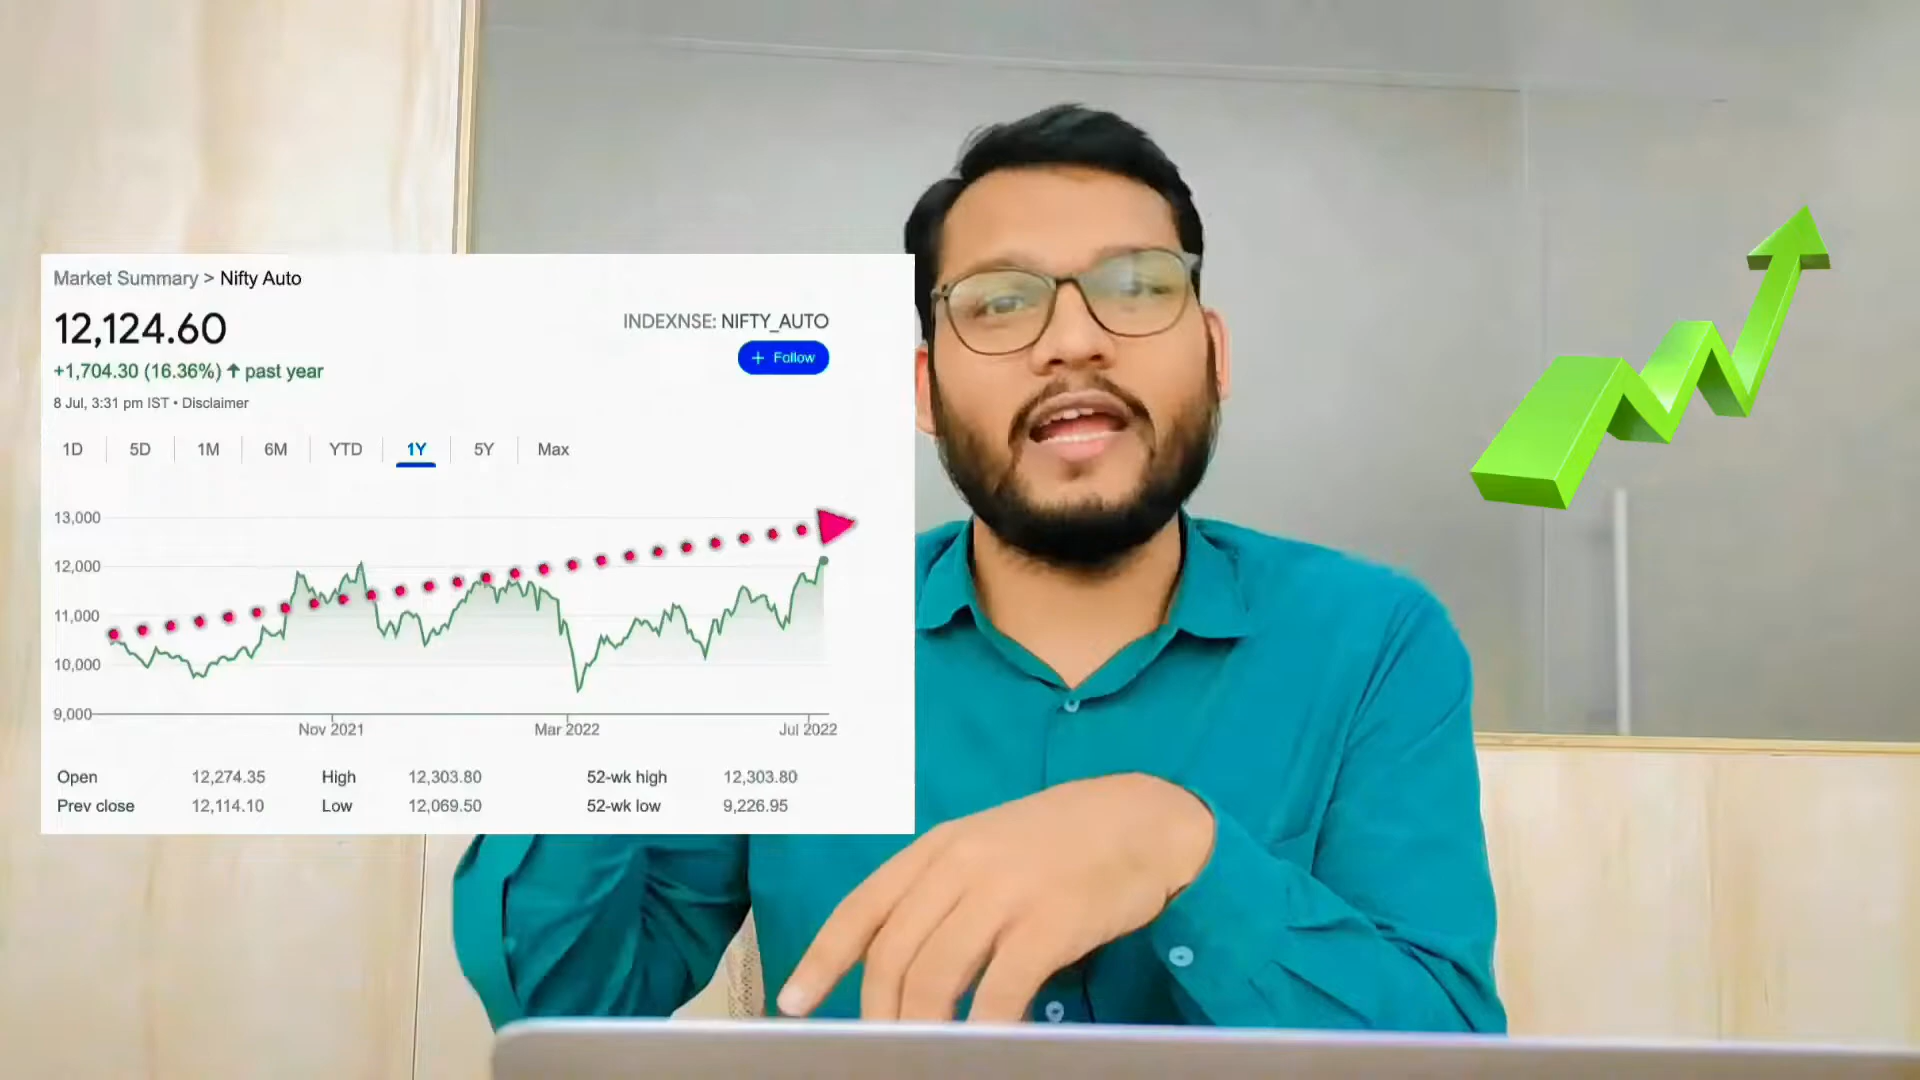 Market Summary > Nifty Auto
12,124.60
INDEXNSE: NIFTY_AUTO
+1,704.30 (16.36%) ↑ past year
+ Follow
8 Jul, 3:31 pm IST • Disclaimer
1D 5D 1M 6M YTD 1Y 5Y Max
13,000
12,000
11,000
10,000
9,000
Nov 2021 Mar 2022 Jul 2022
Open 12,274.35 High 12,303.80 52-wk high 12,303.80
Prev close 12,114.10 Low 12,069.50 52-wk low 9,226.95